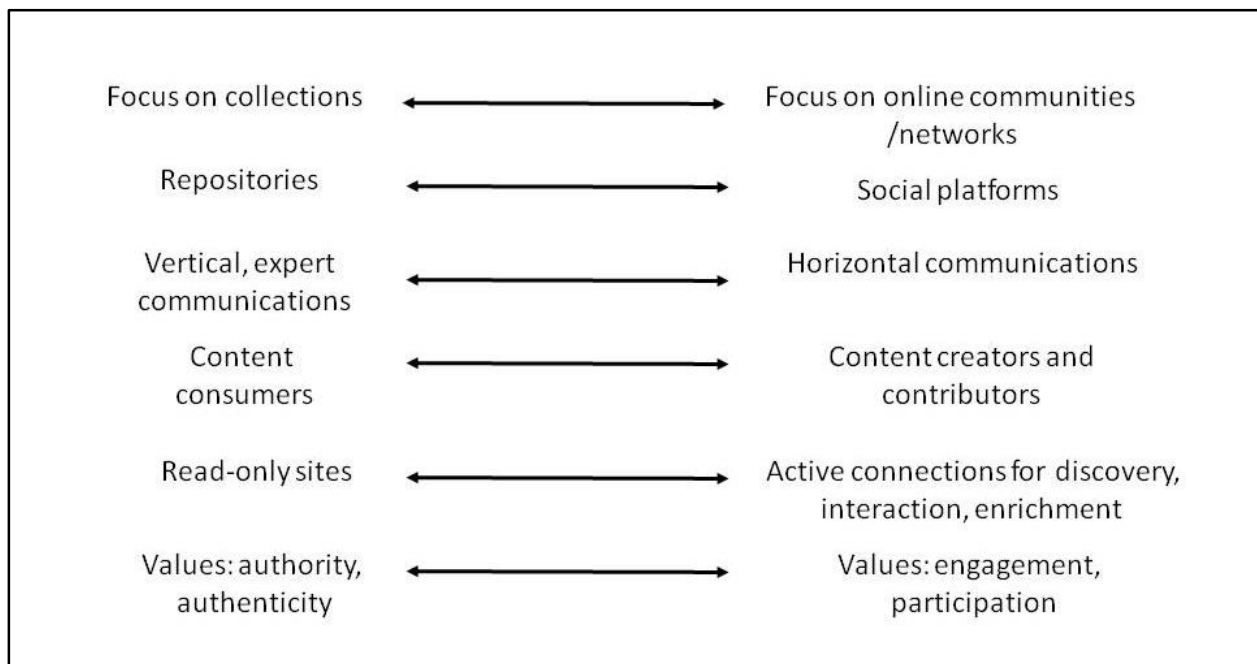 Focus on collections
Focus on online communities
/networks
Repositories
Social platforms
Vertical, expert
communications
Horizontal communications
Content
consumers
Content creators and
contributors
Read-only sites
Active connections for discovery,
interaction, enrichment
Values: authority,
authenticity
Values: engagement,
participation